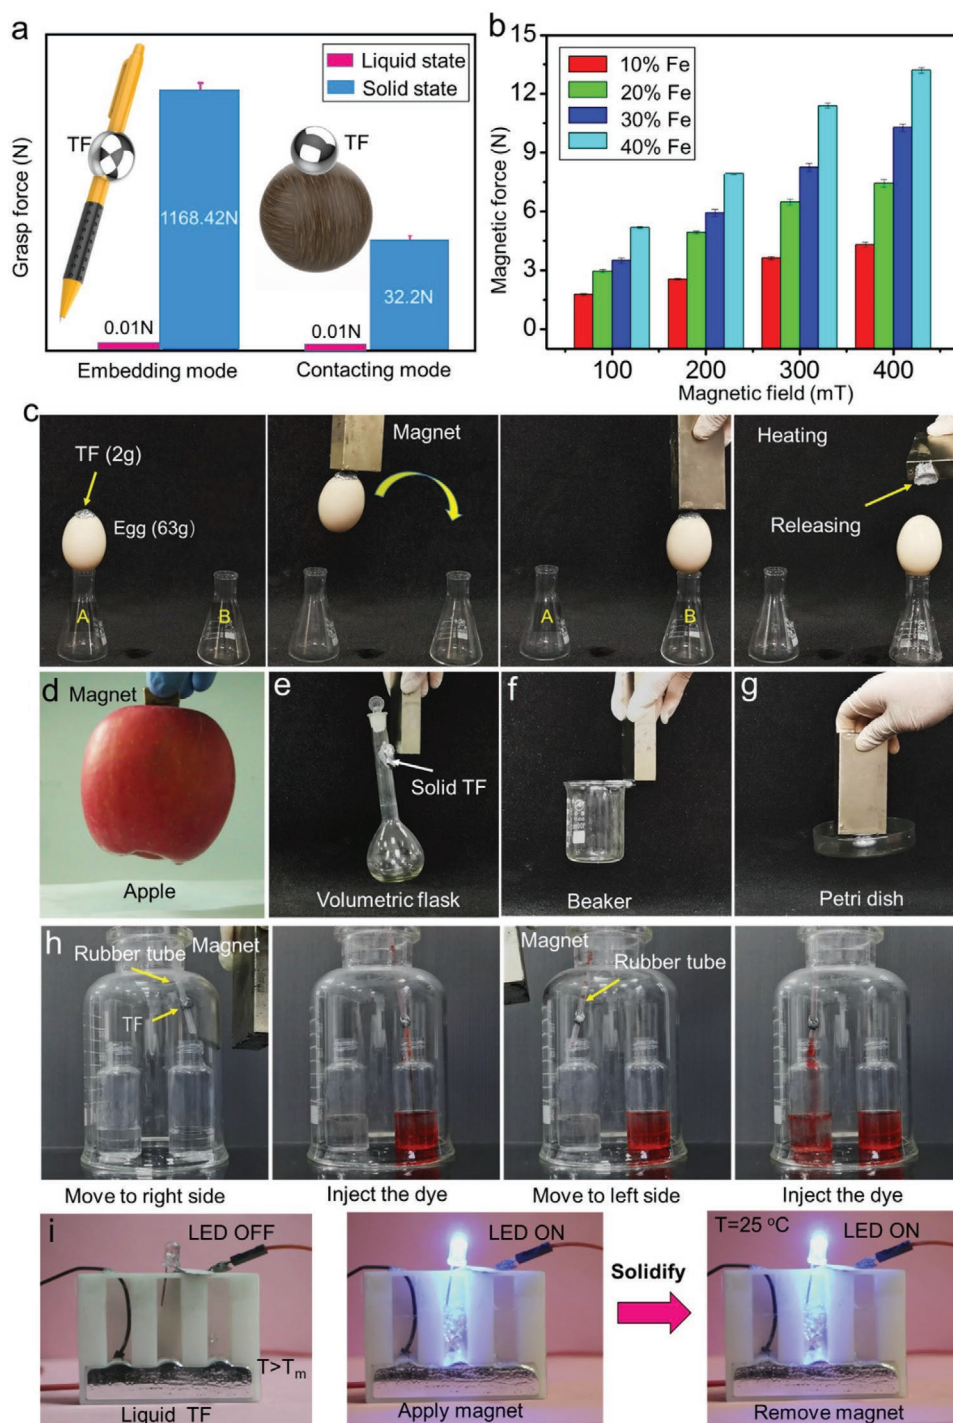 a
Liquid state
Solid state
TF
TF
Grasp force (N)
1168.42N
32.2N
0.01N
0.01N
Embedding mode
Contacting mode
b
15
12
9
6
3
0
Magnetic force (N)
10% Fe
20% Fe
30% Fe
40% Fe
100
200
300
400
Magnetic field (mT)
c
TF (2g)
Egg (63g)
A
B
Magnet
A
B
Heating
Releasing
d
Magnet
Apple
e
Solid TF
Volumetric flask
f
Beaker
g
Petri dish
h
Rubber tube
Magnet
TF
Magnet
Rubber tube
Move to right side
Inject the dye
Move to left side
Inject the dye
i
LED OFF
T>Tm
Liquid TF
LED ON
Apply magnet
Solidify
T=25 °C
LED ON
Remove magnet